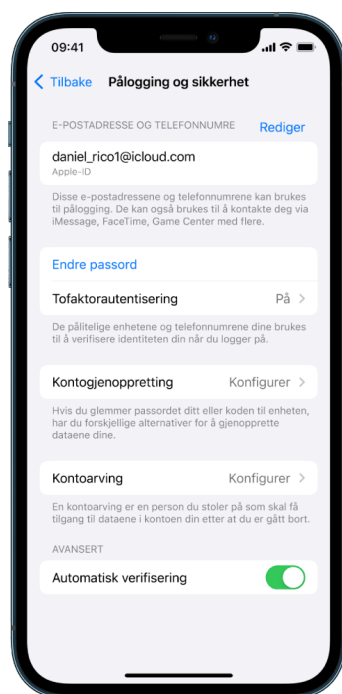 09:41
Tilbake Pålogging og sikkerhet
E-POSTADRESSE OG TELEFONNUMRE Rediger
daniel_rico1@icloud.com
Apple-ID
Disse e-postadressene og telefonnumrene kan brukes
til pålogging. De kan også brukes til å kontakte deg via
iMessage, FaceTime, Game Center med flere.
Endre passord
Tofaktorautentisering På
De pålitelige enhetene og telefonnumrene dine brukes
til å verifisere identiteten din når du logger på.
Kontogjenoppretting Konfigurer
Hvis du glemmer passordet ditt eller koden til enheten,
har du forskjellige alternativer for å gjenopprette
dataene dine.
Kontoarving Konfigurer
En kontoarving er en person du stoler på som skal få
tilgang til dataene i kontoen din etter at du er gått bort.
AVANSERT
Automatisk verifisering